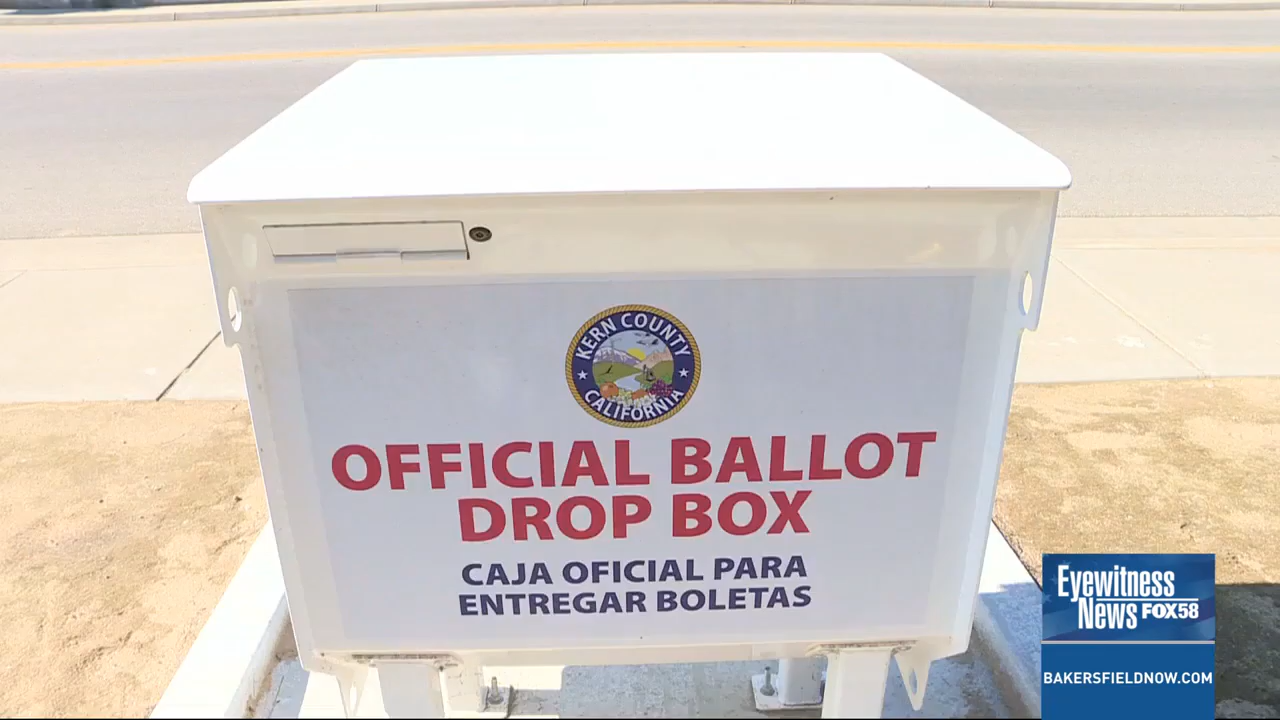 KERN COUNTY
CALIFORNIA
OFFICIAL BALLOT
DROP BOX
CAJA OFICIAL PARA
ENTREGAR BOLETAS
Eyewitness
News FOX58
BAKERSFIELDNOW.COM